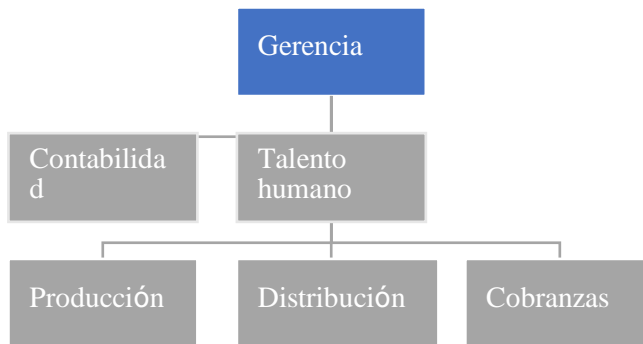 Gerencia
Contabilida
d
Talento
humano
Producción
Distribución
Cobranzas